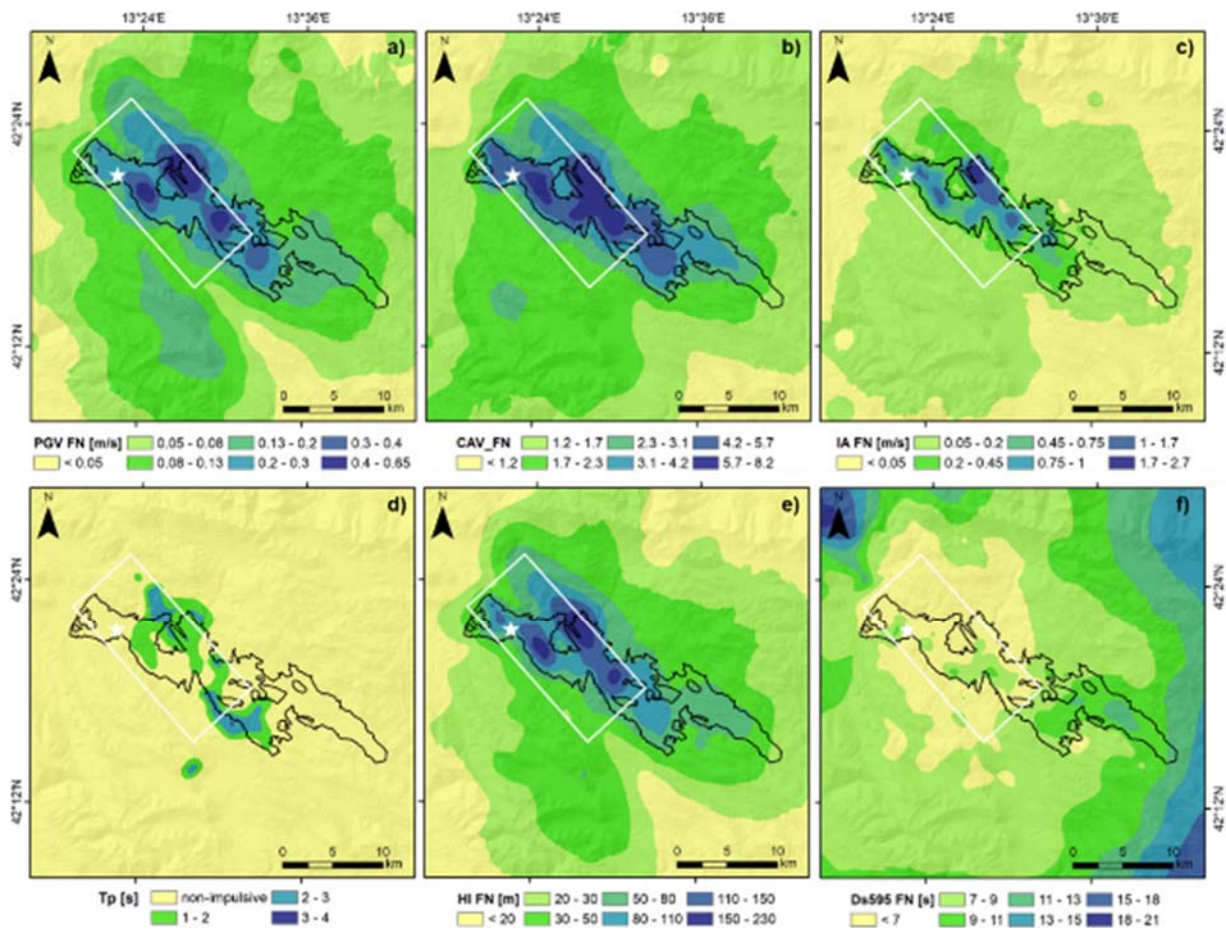 13°24'E 13°36'E 13°24'E 13°36'E 13°24'E 13°36'E
N a) N b) N c)
42°24'N 42°24'N
42°12'N 42°12'N
0 5 10 0 5 10 0 5 10
km km km
PGV FN [m/s] 0.05 - 0.08 0.13 - 0.2 0.3 - 0.4
< 0.05 0.08 - 0.13 0.2 - 0.3 0.4 - 0.65
CAV_FN 1.2 - 1.7 2.3 - 3.1 4.2 - 5.7
< 1.2 1.7 - 2.3 3.1 - 4.2 5.7 - 8.2
IA FN [m/s] 0.05 - 0.2 0.45 - 0.75 1 - 1.7
< 0.05 0.2 - 0.45 0.75 - 1 1.7 - 2.7
N d) N e) N f)
42°24'N 42°24'N
42°12'N 42°12'N
0 5 10 0 5 10 0 5 10
km km km
Tp [s] non-impulsive 2 - 3
1 - 2 3 - 4
HI FN [m] 20 - 30 50 - 80 110 - 150
< 20 30 - 50 80 - 110 150 - 230
Ds595 FN [s] 7 - 9 11 - 13 15 - 18
< 7 9 - 11 13 - 15 18 - 21